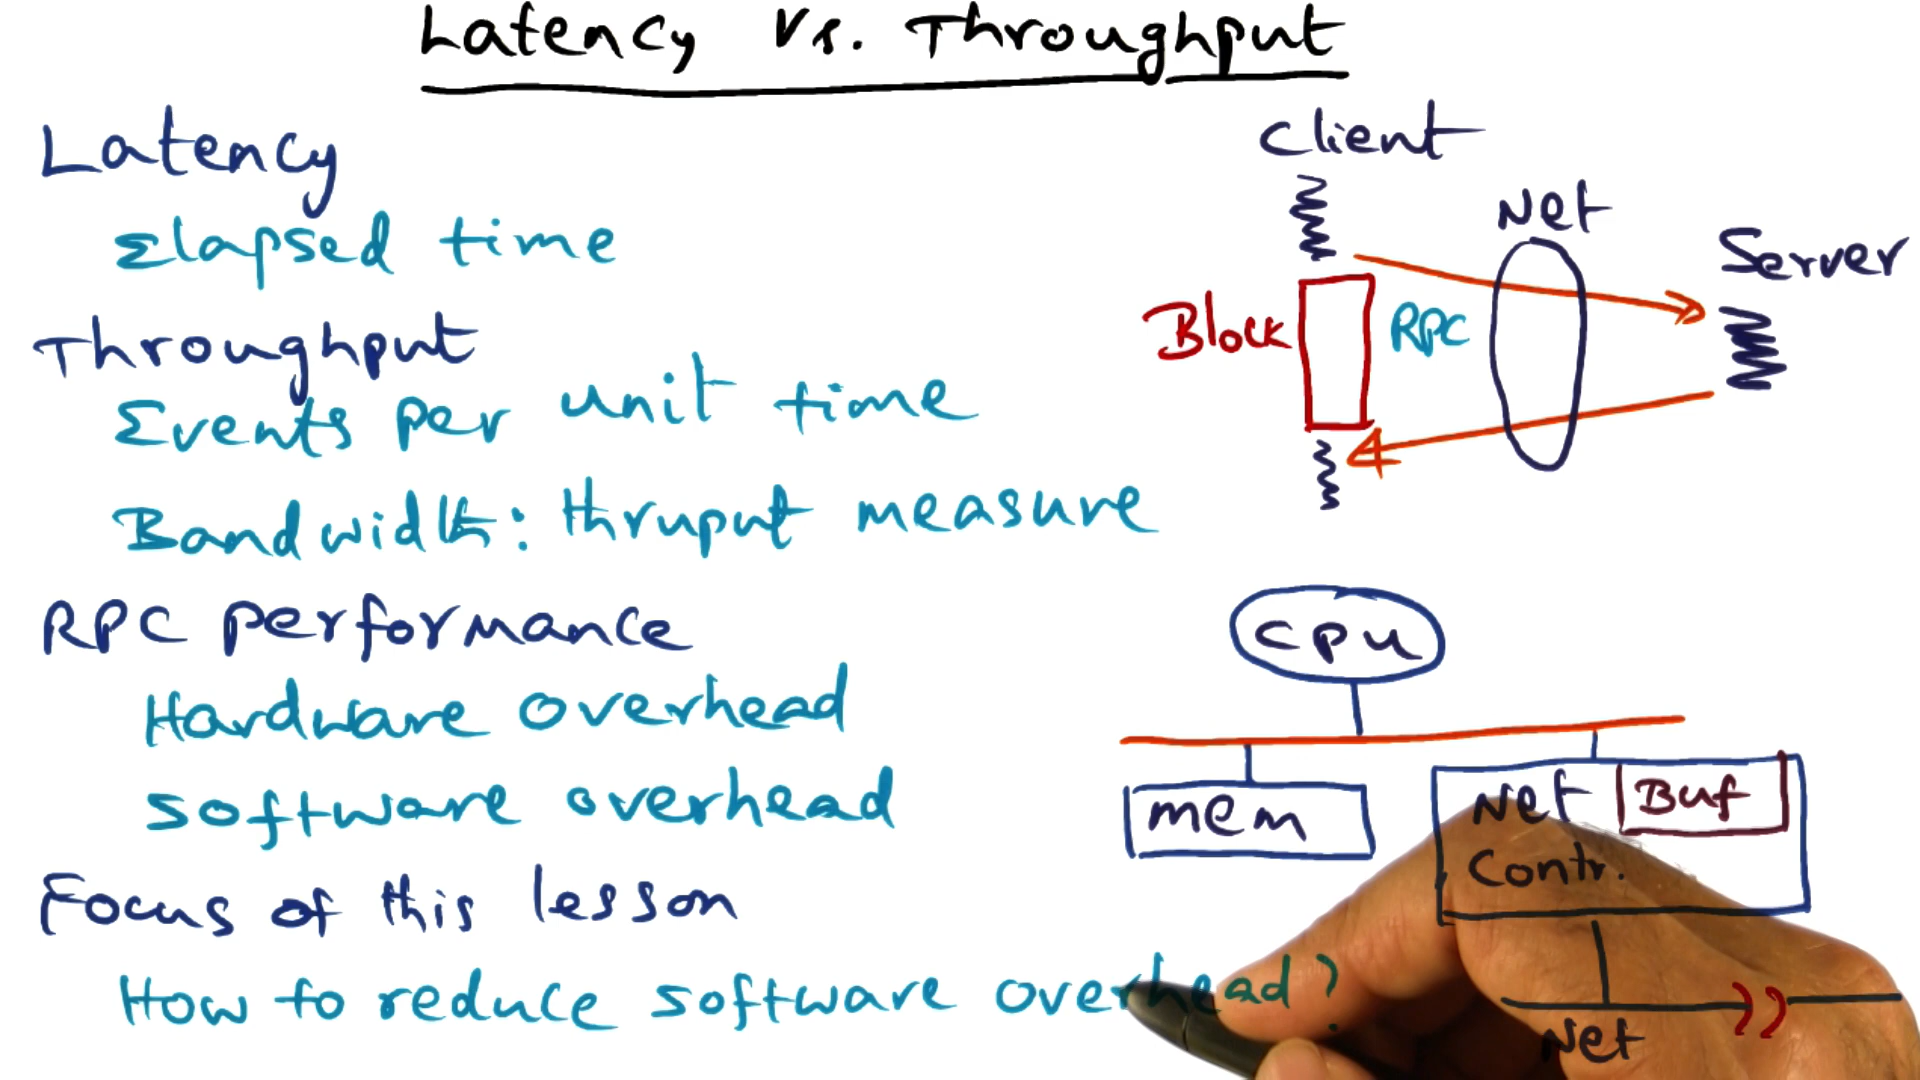 Latency Vs. Throughput
Latency
Elapsed time
Throughput
Events per unit time
Bandwidth: thruput measure
RPC performance
Hardware overhead
software overhead
Focus of this lesson
How to reduce software overhead?
Client
Net
Server
Block
RPC
CPU
mem
Net Buf
Contr.
Net